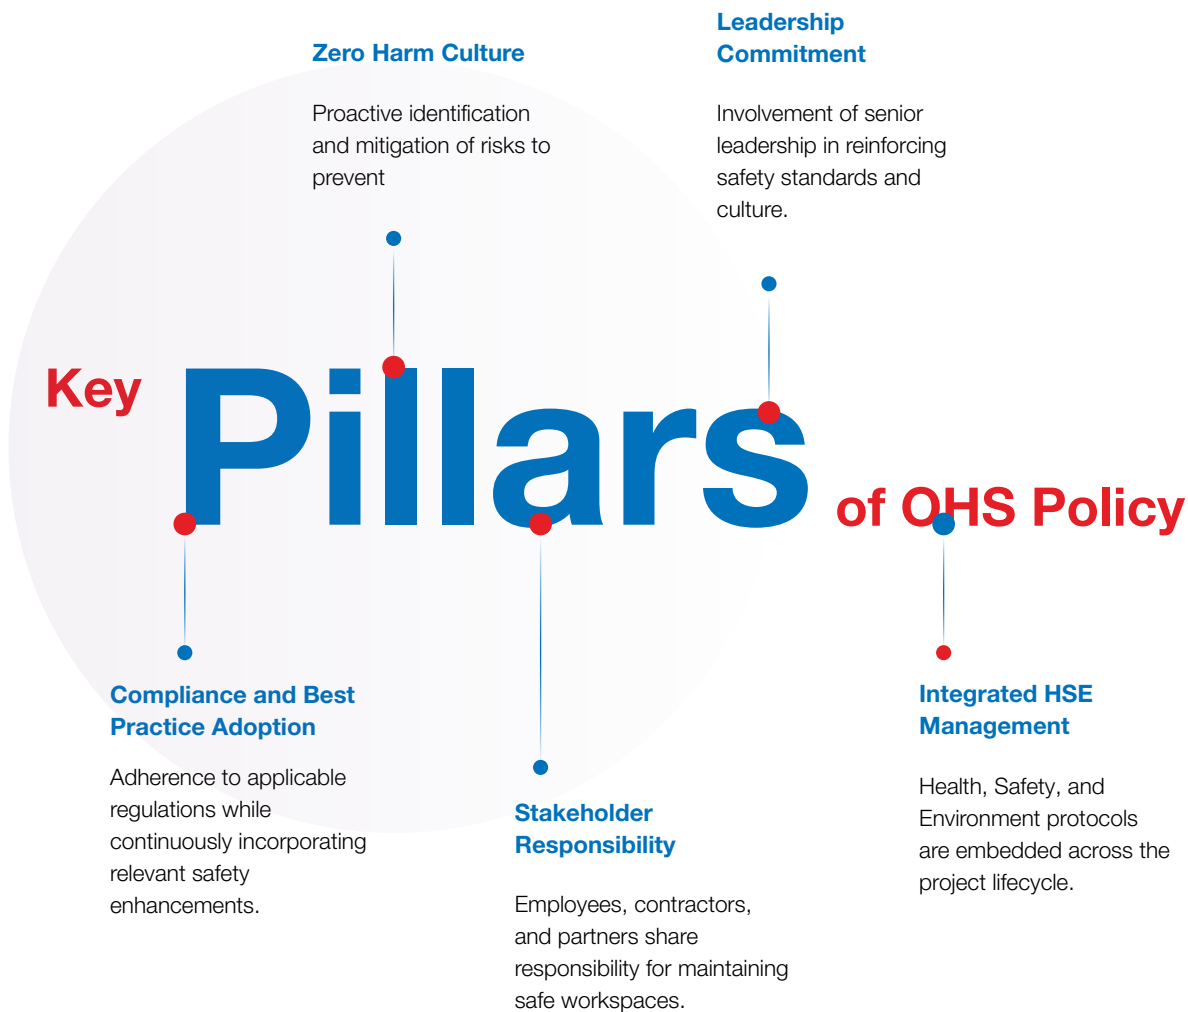 Zero Harm Culture
Proactive identification
and mitigation of risks to
prevent
Leadership
Commitment
Involvement of senior
leadership in reinforcing
safety standards and
culture.
Key
Pillars
of OHS Policy
Compliance and Best
Practice Adoption
Adherence to applicable
regulations while
continuously incorporating
relevant safety
enhancements.
Stakeholder
Responsibility
Employees, contractors,
and partners share
responsibility for maintaining
safe workspaces.
Integrated HSE
Management
Health, Safety, and
Environment protocols
are embedded across the
project lifecycle.